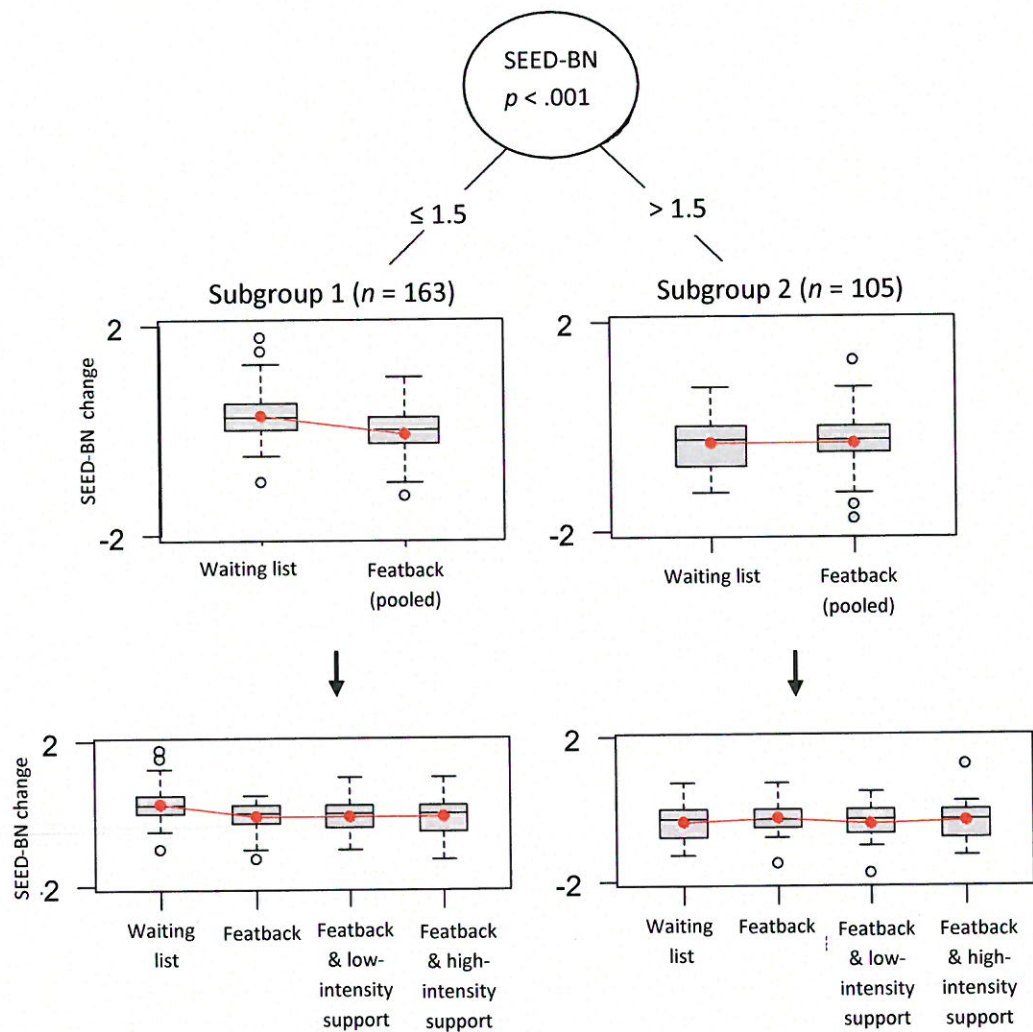 SEED-BN
p < .001
≤ 1.5
> 1.5
Subgroup 1 (n = 163)
Subgroup 2 (n = 105)
2
-2
SEED-BN change
Waiting list
Featback
(pooled)
2
-2
Waiting list
Featback
(pooled)
2
-2
SEED-BN change
Waiting
list
Featback
Featback
& low-
intensity
support
Featback
& high-
intensity
support
2
-2
Waiting
list
Featback
Featback
& low-
intensity
support
Featback
& high-
intensity
support